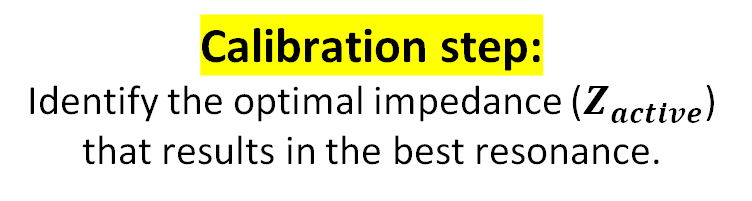 Calibration step:
Identify the optimal impedance (Z_active)
that results in the best resonance.